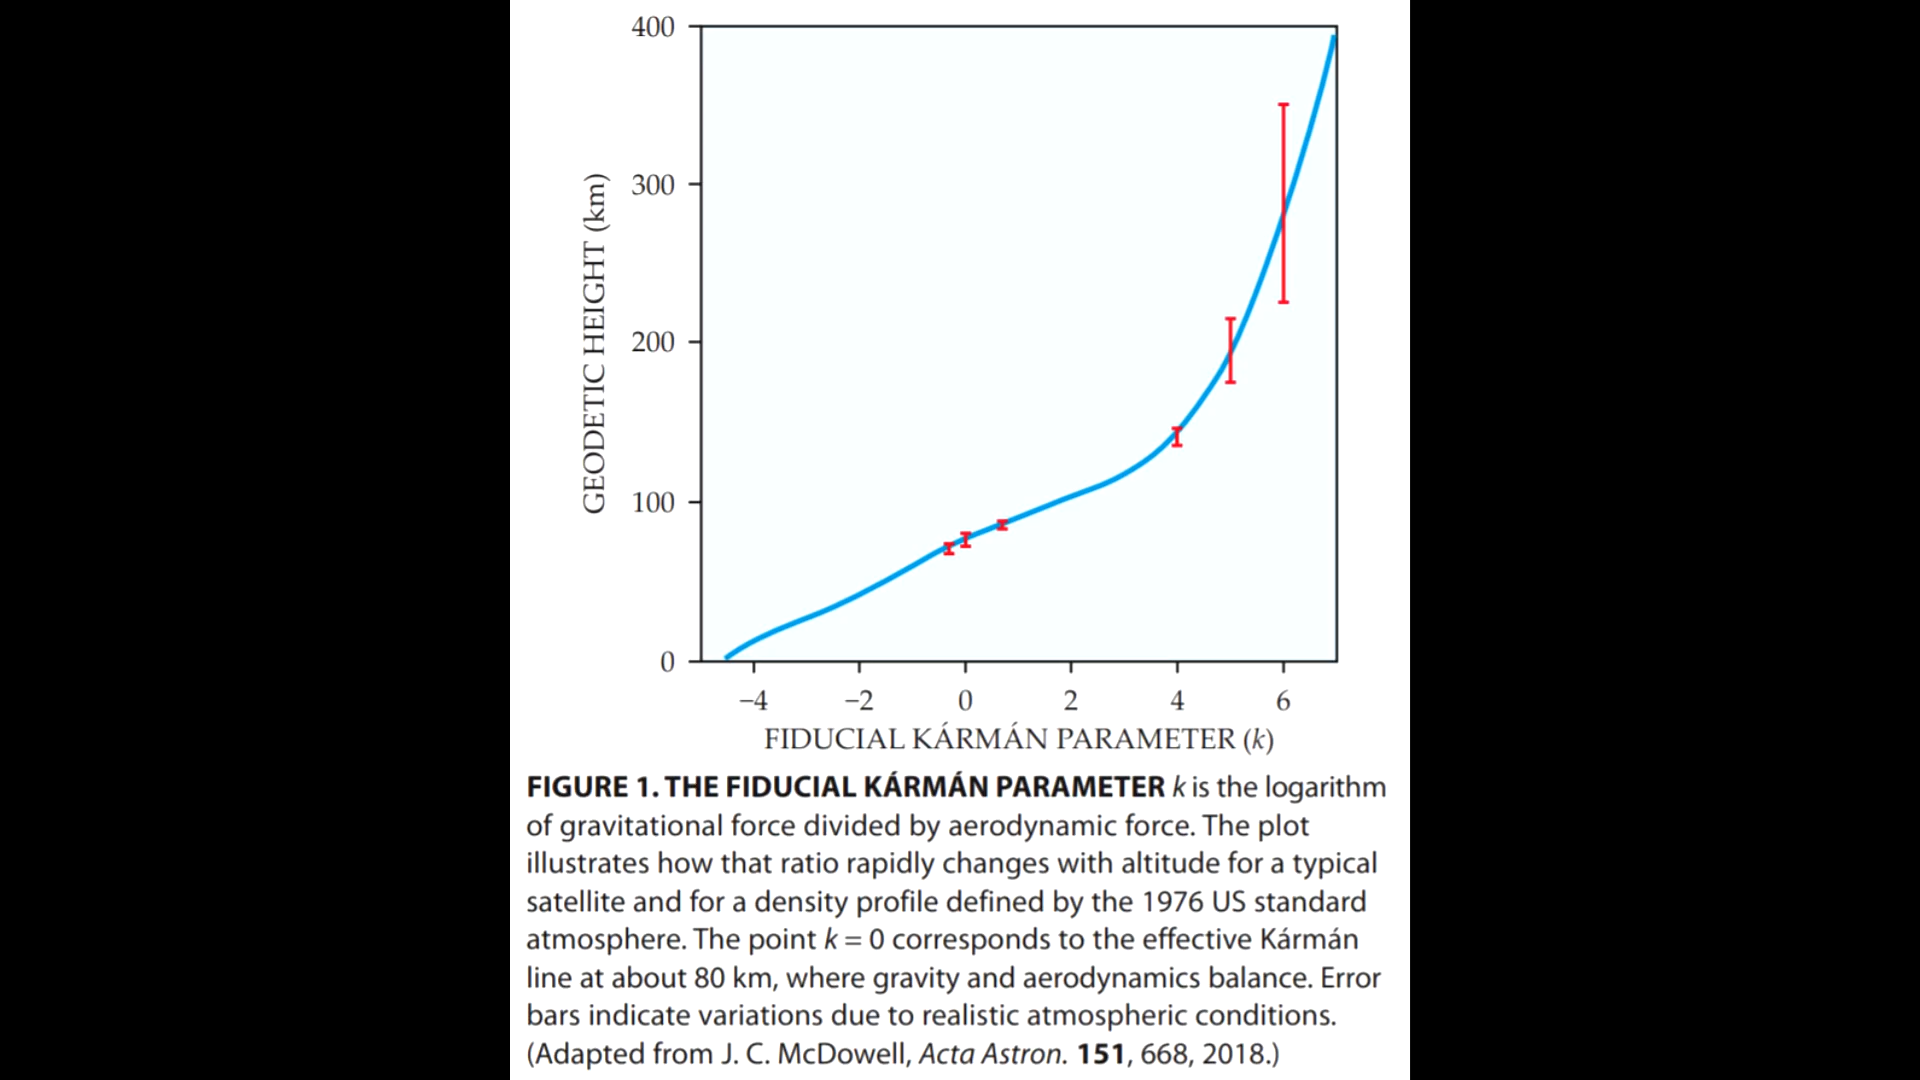 400
300
200
100
0
GEODETIC HEIGHT (km)
−4 −2 0 2 4 6
FIDUCIAL KÁRMÁN PARAMETER (k)
FIGURE 1. THE FIDUCIAL KÁRMÁN PARAMETER k is the logarithm
of gravitational force divided by aerodynamic force. The plot
illustrates how that ratio rapidly changes with altitude for a typical
satellite and for a density profile defined by the 1976 US standard
atmosphere. The point k = 0 corresponds to the effective Kármán
line at about 80 km, where gravity and aerodynamics balance. Error
bars indicate variations due to realistic atmospheric conditions.
(Adapted from J. C. McDowell, Acta Astron. 151, 668, 2018.)